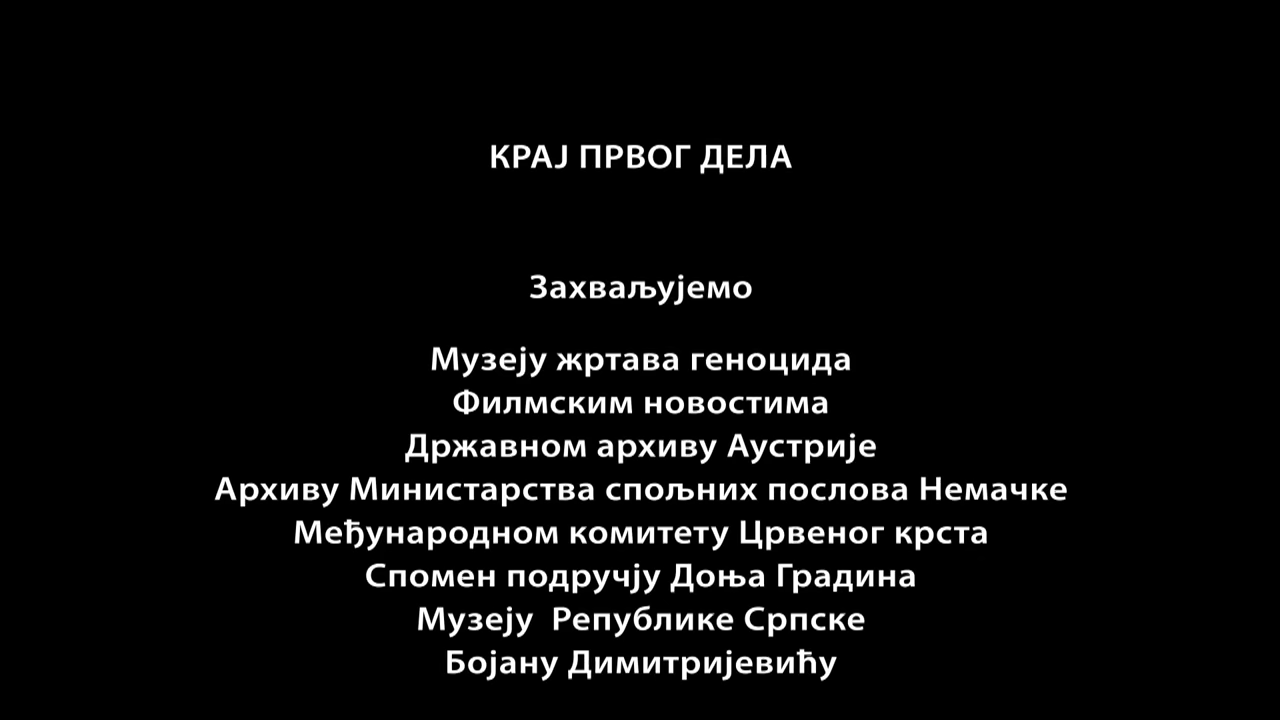 КРАЈ ПРВОГ ДЕЛА
Захваљујемо
Музеју жртава геноцида
Филмским новостима
Државном архиву Аустрије
Архиву Министарства спољних послова Немачке
Међународном комитету Црвеног крста
Спомен подручју Доња Градина
Музеју  Републике Српске
Бојану Димитријевићу